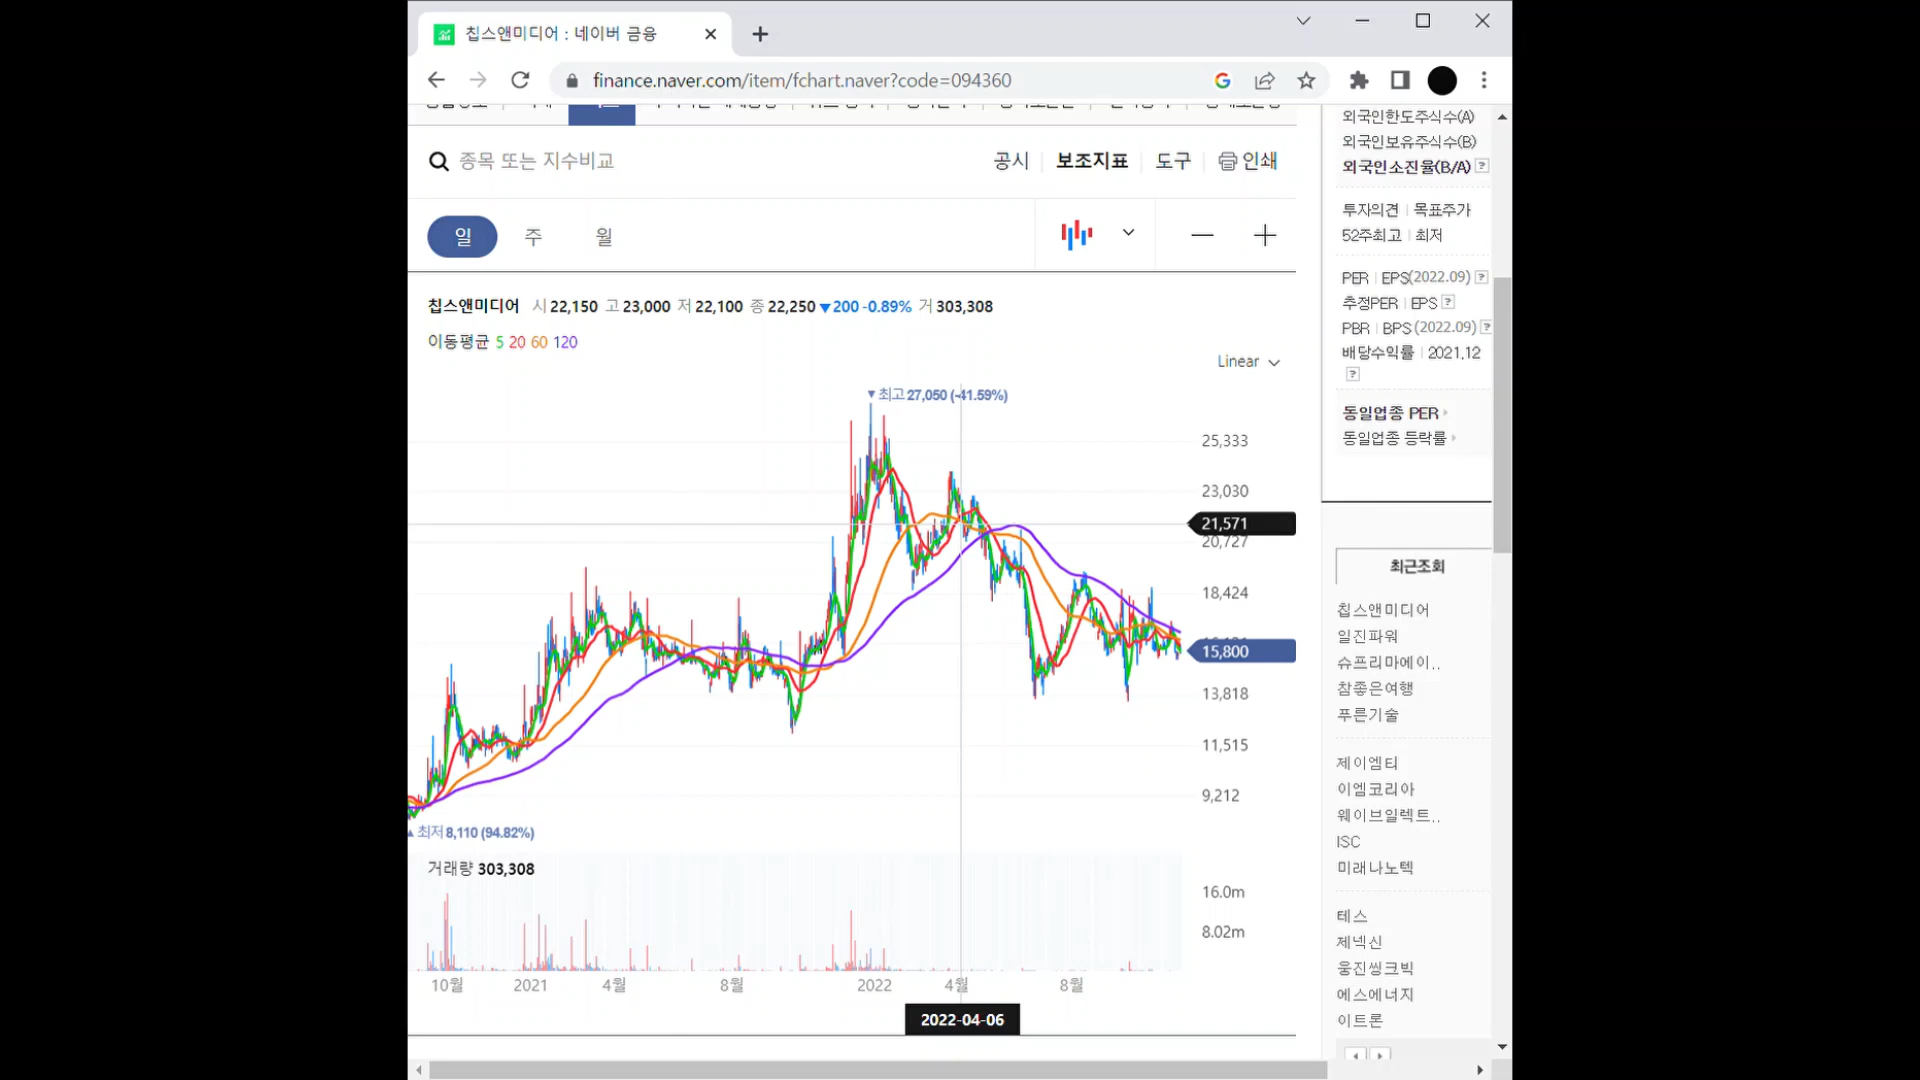 칩스앤미디어 : 네이버 금융
finance.naver.com/item/fchart.naver?code=094360
종목 또는 지수비교
공시 보조지표 도구 인쇄
일 주 월
칩스앤미디어 시 22,150 고 23,000 저 22,100 종 22,250 ▼200 -0.89% 거 303,308
이동평균 5 20 60 120
Linear
▼최고 27,050 (-41.59%)
25,333
23,030
21,571
20,727
18,424
15,800
13,818
11,515
9,212
▲최저 8,110 (94.82%)
거래량 303,308
16.0m
8.02m
10월 2021 4월 8월 2022 4월 8월
2022-04-06
외국인한도주식수(A)
외국인보유주식수(B)
외국인소진율(B/A) ?
투자의견 | 목표주가
52주최고 | 최저
PER | EPS(2022.09) ?
추정PER | EPS ?
PBR | BPS (2022.09) ?
배당수익률 | 2021.12
?
동일업종 PER
동일업종 등락률
최근조회
칩스앤미디어
일진파워
슈프리마에이..
참좋은여행
푸른기술
제이엠티
이엠코리아
웨이브일렉트..
ISC
미래나노텍
테스
제넥신
웅진씽크빅
에스에너지
이트론